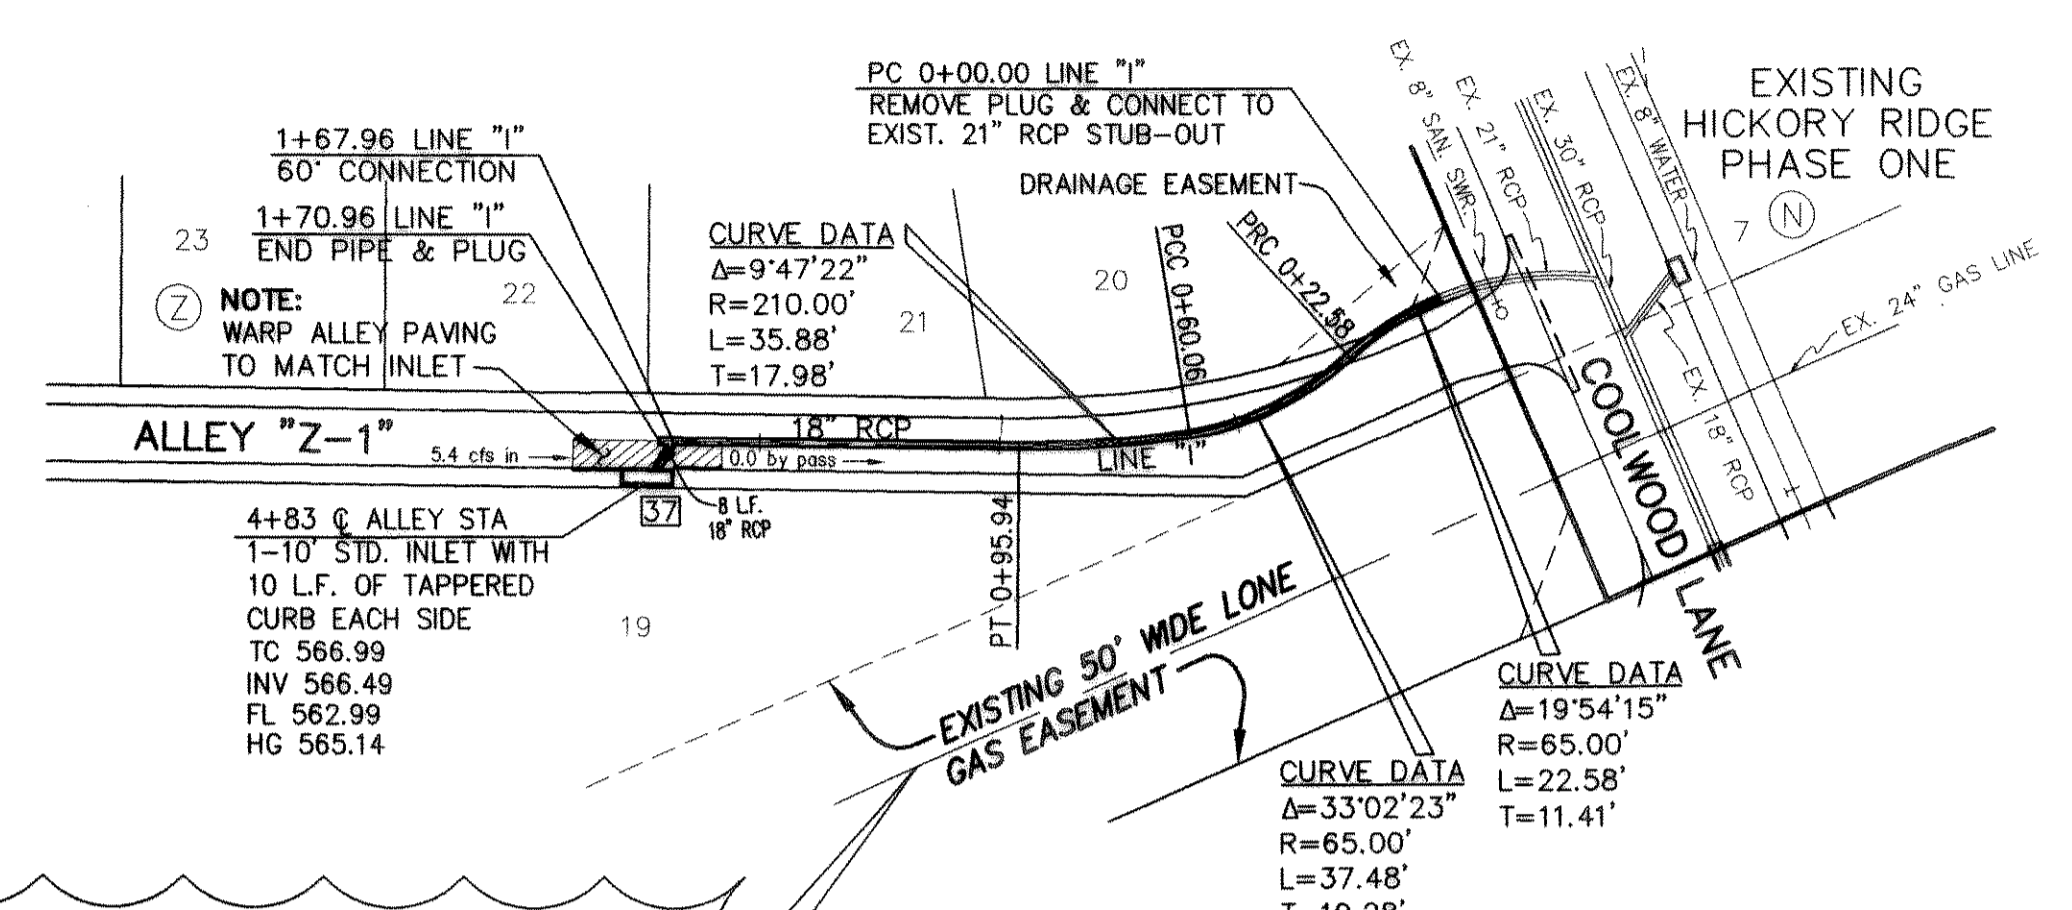 PC 0+00.00 LINE "I"
REMOVE PLUG & CONNECT TO
EXIST. 21" RCP STUB-OUT
EX. 8" SAN. SWR.
EX. 21" RCP
EX. 30" RCP
EX. 8" WATER
EXISTING
HICKORY RIDGE
PHASE ONE
7
N
1+67.96 LINE "I"
60° CONNECTION
DRAINAGE EASEMENT
1+70.96 LINE "I"
END PIPE & PLUG
23
22
21
20
CURVE DATA
Δ=9°47'22"
R=210.00'
L=35.88'
T=17.98'
PCC 0+60.06
PRC 0+22.58
EX. 24" GAS LINE
Z
NOTE:
WARP ALLEY PAVING
TO MATCH INLET
ALLEY "Z-1"
5.4 cfs in
18" RCP
0.0 by pass
LINE "I"
37
8 LF.
18" RCP
PT 0+95.94
EX. 18" RCP
COOLWOOD LANE
4+83 ℄ ALLEY STA
1-10' STD. INLET WITH
10 L.F. OF TAPPERED
CURB EACH SIDE
TC 566.99
INV 566.49
FL 562.99
HG 565.14
19
EXISTING 50' WIDE LONE
GAS EASEMENT
CURVE DATA
Δ=19°54'15"
R=65.00'
L=22.58'
T=11.41'
CURVE DATA
Δ=33°02'23"
R=65.00'
L=37.48'